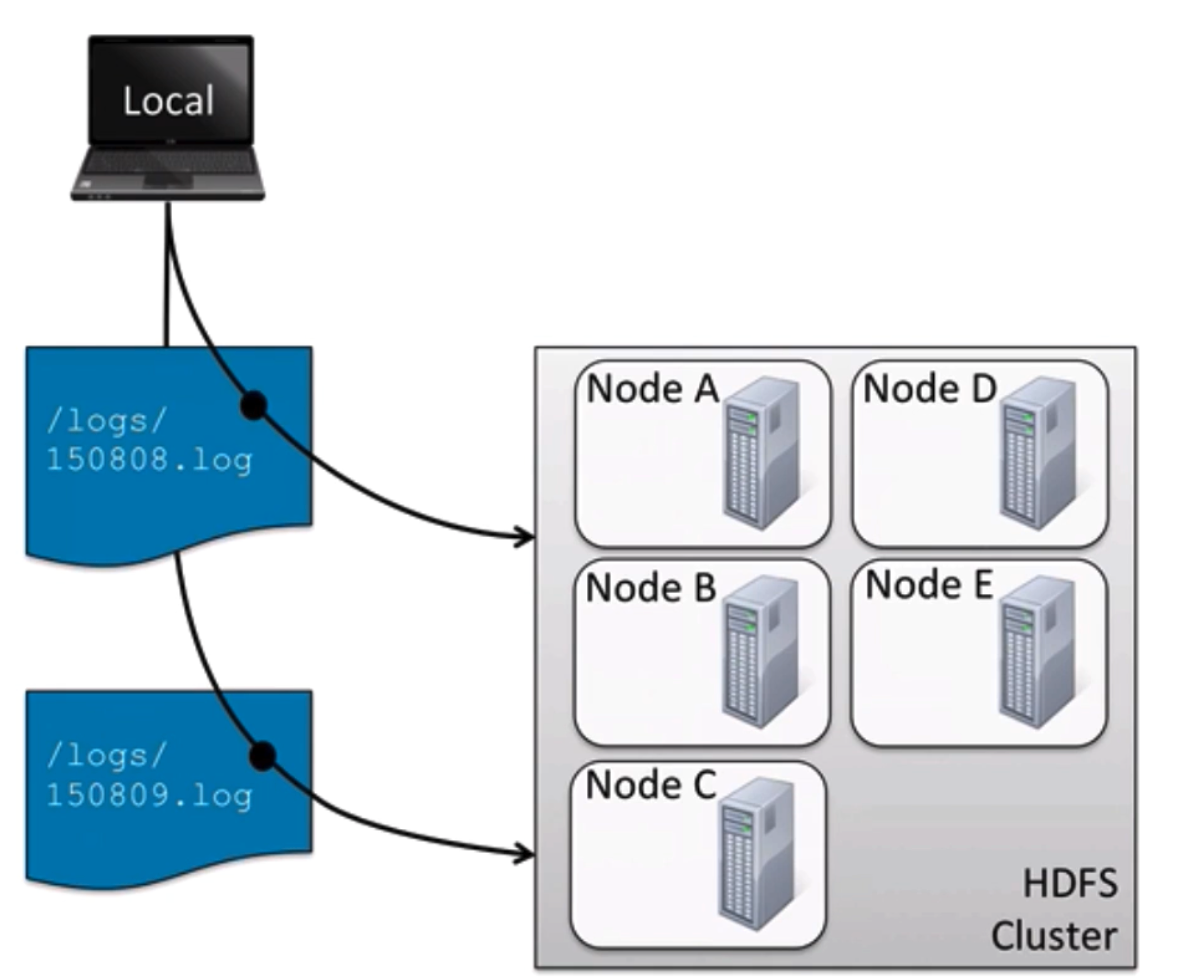 Local
/logs/
150808.log
/logs/
150809.log
Node A
Node D
Node B
Node E
Node C
HDFS
Cluster